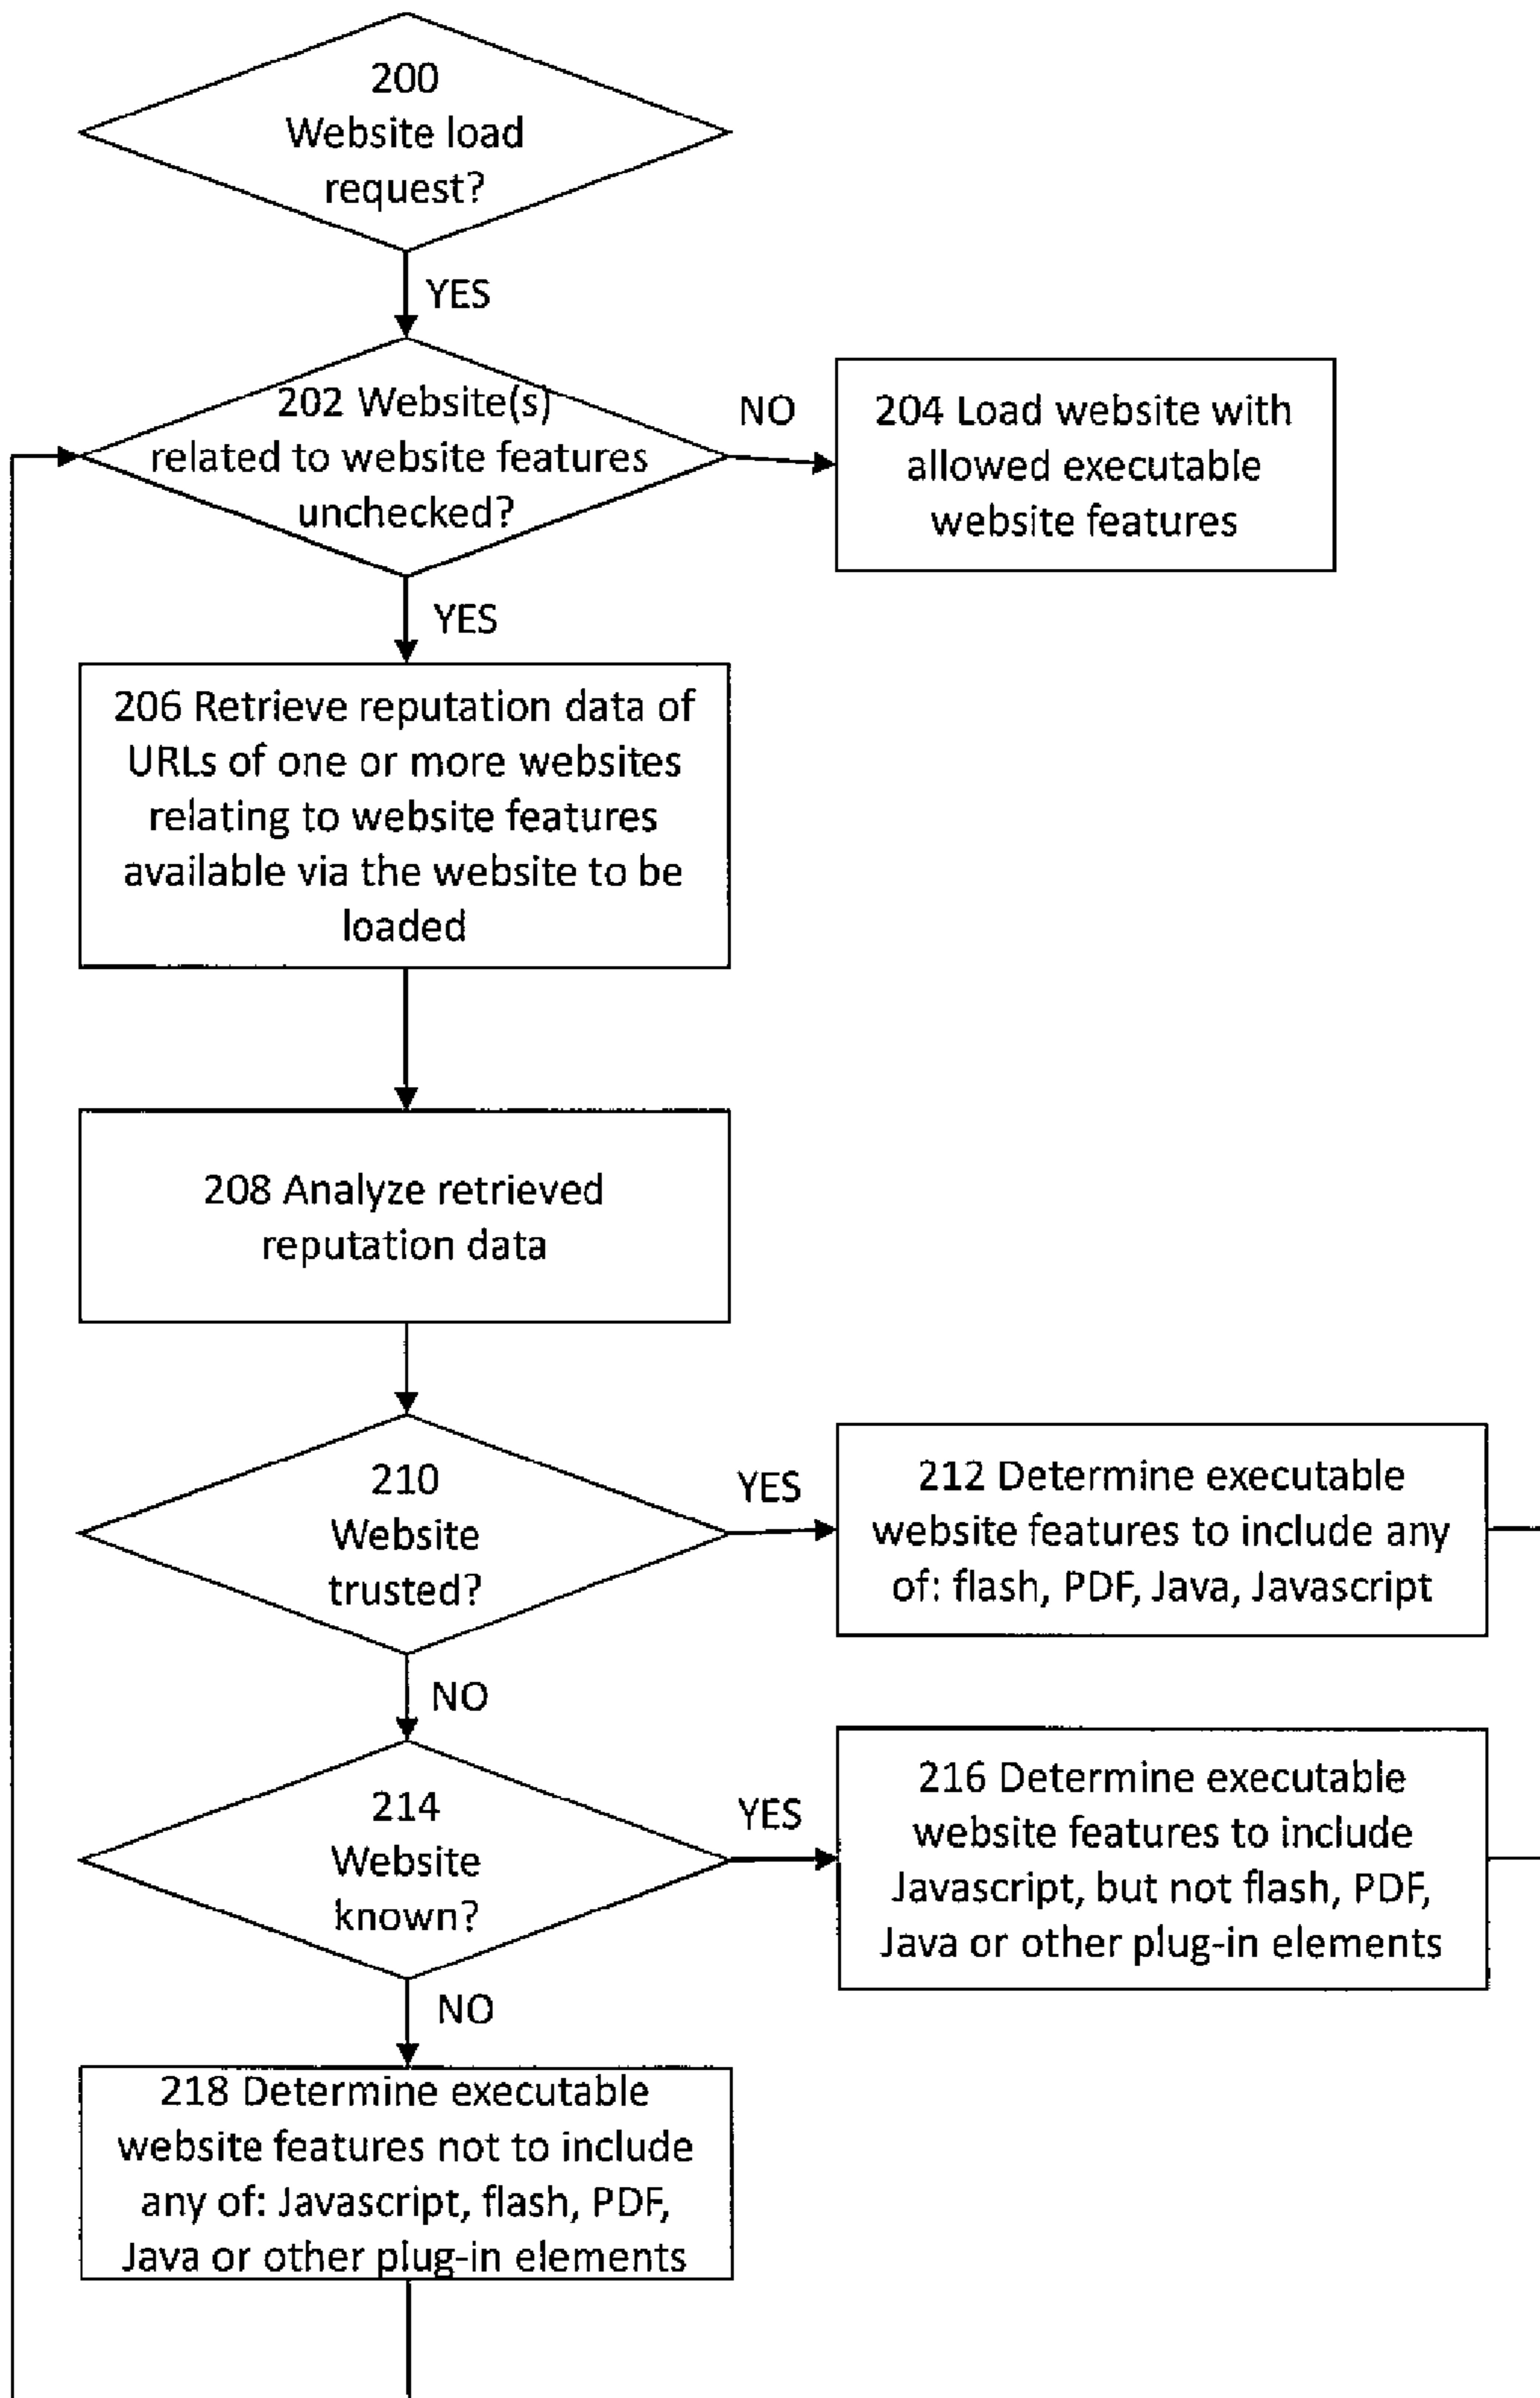 200
Website load
request?
YES
202 Website(s)
related to website features
unchecked?
NO
204 Load website with
allowed executable
website features
YES
206 Retrieve reputation data of
URLs of one or more websites
relating to website features
available via the website to be
loaded
208 Analyze retrieved
reputation data
210
Website
trusted?
YES
212 Determine executable
website features to include any
of: flash, PDF, Java, Javascript
NO
214
Website
known?
YES
216 Determine executable
website features to include
Javascript, but not flash, PDF,
Java or other plug-in elements
NO
218 Determine executable
website features not to include
any of: Javascript, flash, PDF,
Java or other plug-in elements